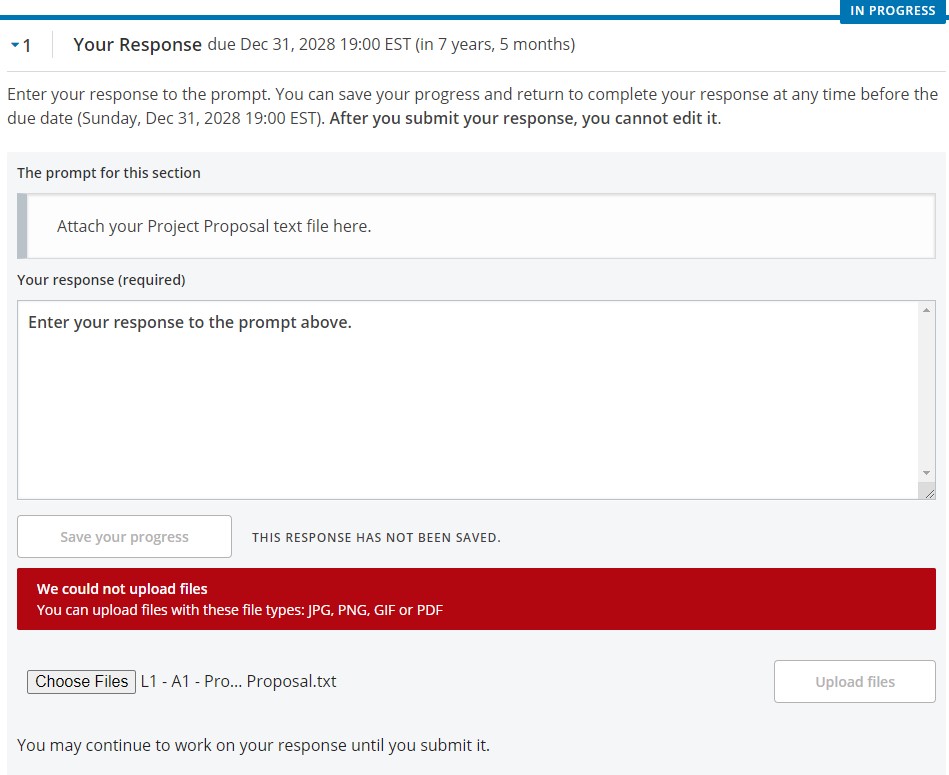 IN PROGRESS
1 Your Response due Dec 31, 2028 19:00 EST (in 7 years, 5 months)
Enter your response to the prompt. You can save your progress and return to complete your response at any time before the
due date (Sunday, Dec 31, 2028 19:00 EST). After you submit your response, you cannot edit it.
The prompt for this section
Attach your Project Proposal text file here.
Your response (required)
Enter your response to the prompt above.
Save your progress THIS RESPONSE HAS NOT BEEN SAVED.
We could not upload files
You can upload files with these file types: JPG, PNG, GIF or PDF
Choose Files L1 - A1 - Pro... Proposal.txt Upload files
You may continue to work on your response until you submit it.